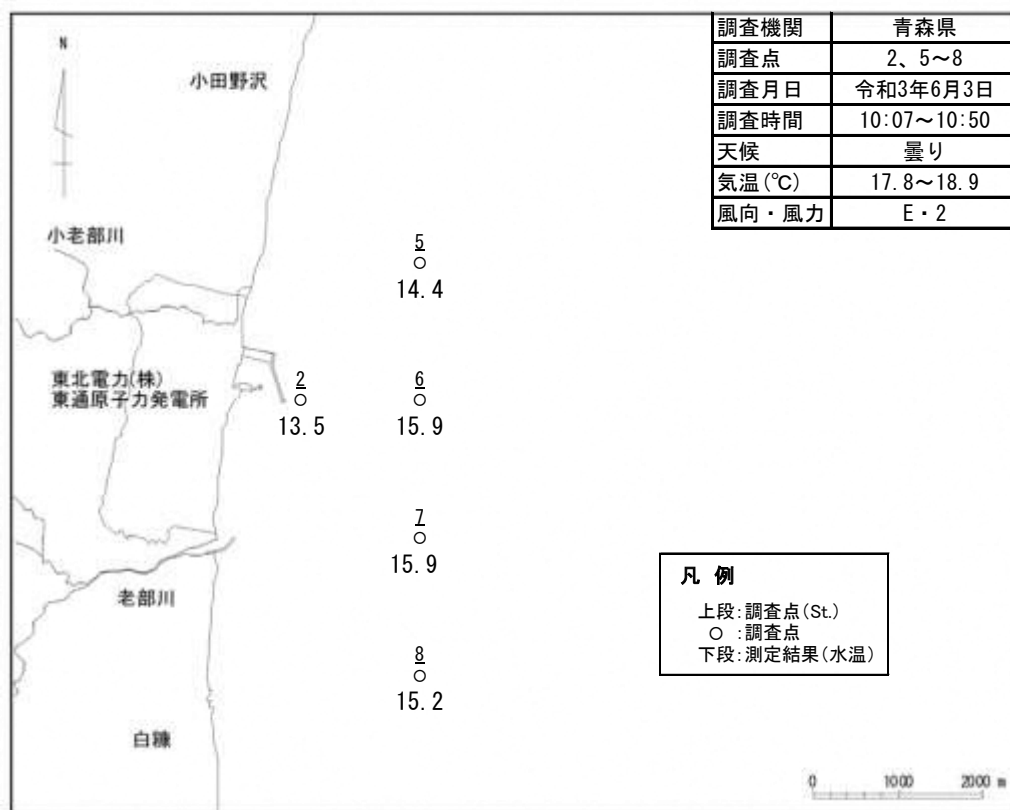 調査機関 青森県
調査点 2、5～8
調査月日 令和3年6月3日
調査時間 10:07～10:50
天候 曇り
気温(℃) 17.8～18.9
風向・風力 E・2
N
小田野沢
小老部川
5
14.4
東北電力(株)
東通原子力発電所
2
13.5
6
15.9
7
15.9
老部川
8
15.2
白糠
凡 例
上段:調査点(St.)
○ :調査点
下段:測定結果(水温)
0 1000 2000 m